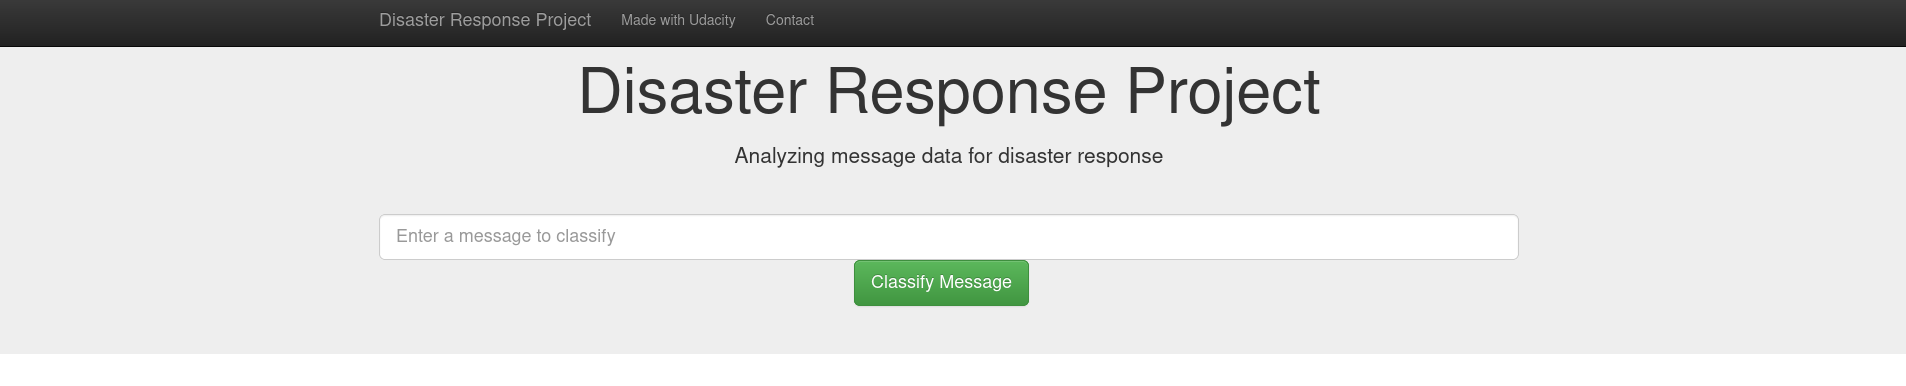 Disaster Response Project Made with Udacity Contact
Disaster Response Project
Analyzing message data for disaster response
Enter a message to classify
Classify Message